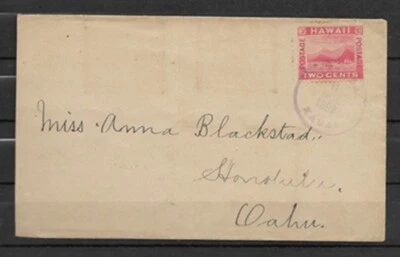 HAWAII
POSTAGE POSTAGE
TWO CENTS
Miss. Anna Blackstad.
Honolulu.
Oahu.